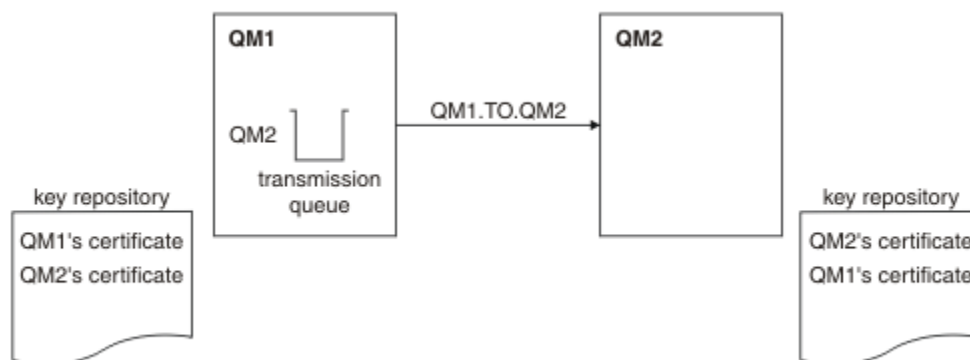 QM1
QM2
QM1.TO.QM2
QM2
transmission
queue
key repository
QM1's certificate
QM2's certificate
key repository
QM2's certificate
QM1's certificate